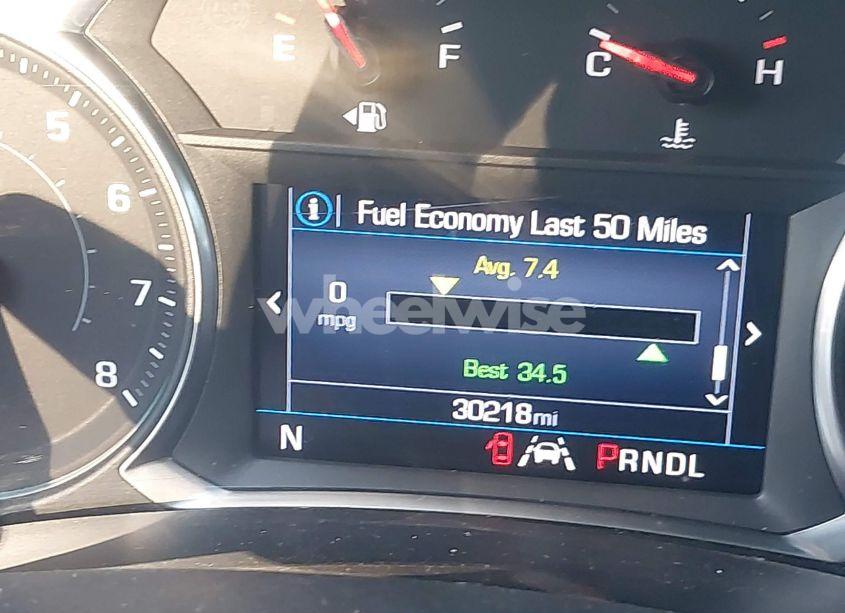 E F C H
5
6
7
8
Fuel Economy Last 50 Miles
Avg. 7.4
0
mpg
Best 34.5
30218mi
N PRNDL
wheelwise